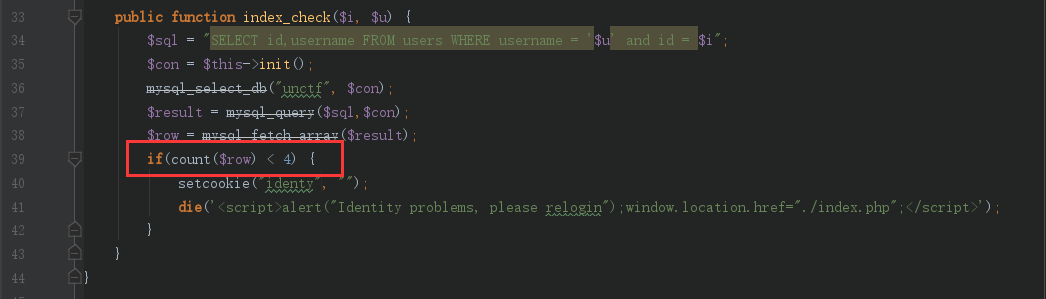 33 public function index_check($i, $u) {
34 $sql = "SELECT id,username FROM users WHERE username = '$u' and id = $i";
35 $con = $this->init();
36 mysql_select_db("unctf", $con);
37 $result = mysql_query($sql,$con);
38 $row = mysql_fetch_array($result);
39 if(count($row) < 4) {
40 setcookie("identy", "");
41 die('<script>alert("Identity problems, please relogin");window.location.href="./index.php";</script>');
42 }
43 }
44 }